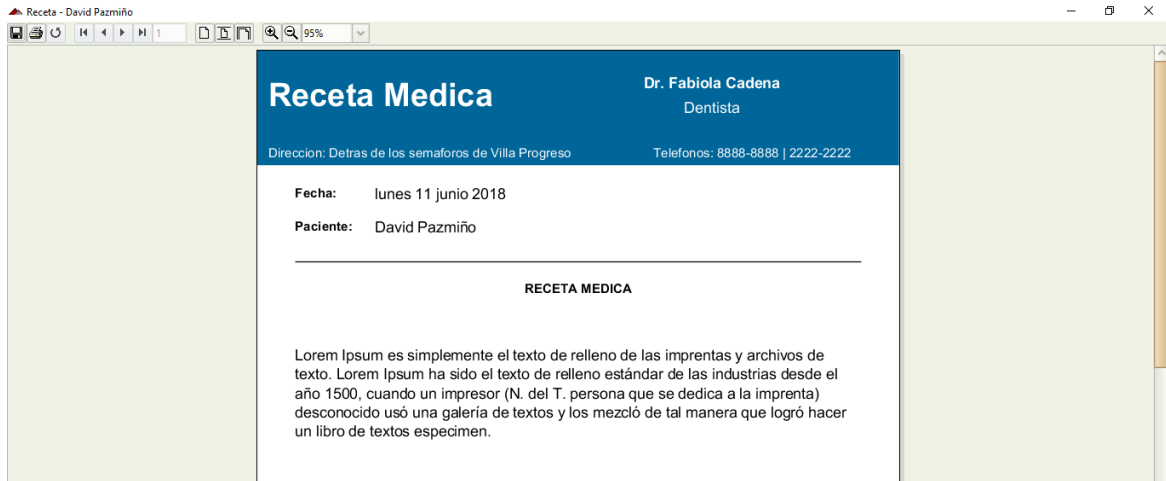 Receta - David Pazmiño
1
95%
Receta Medica
Dr. Fabiola Cadena
Dentista
Direccion: Detras de los semaforos de Villa Progreso
Telefonos: 8888-8888 | 2222-2222
Fecha: lunes 11 junio 2018
Paciente: David Pazmiño
RECETA MEDICA
Lorem Ipsum es simplemente el texto de relleno de las imprentas y archivos de
texto. Lorem Ipsum ha sido el texto de relleno estándar de las industrias desde el
año 1500, cuando un impresor (N. del T. persona que se dedica a la imprenta)
desconocido usó una galería de textos y los mezcló de tal manera que logró hacer
un libro de textos especimen.